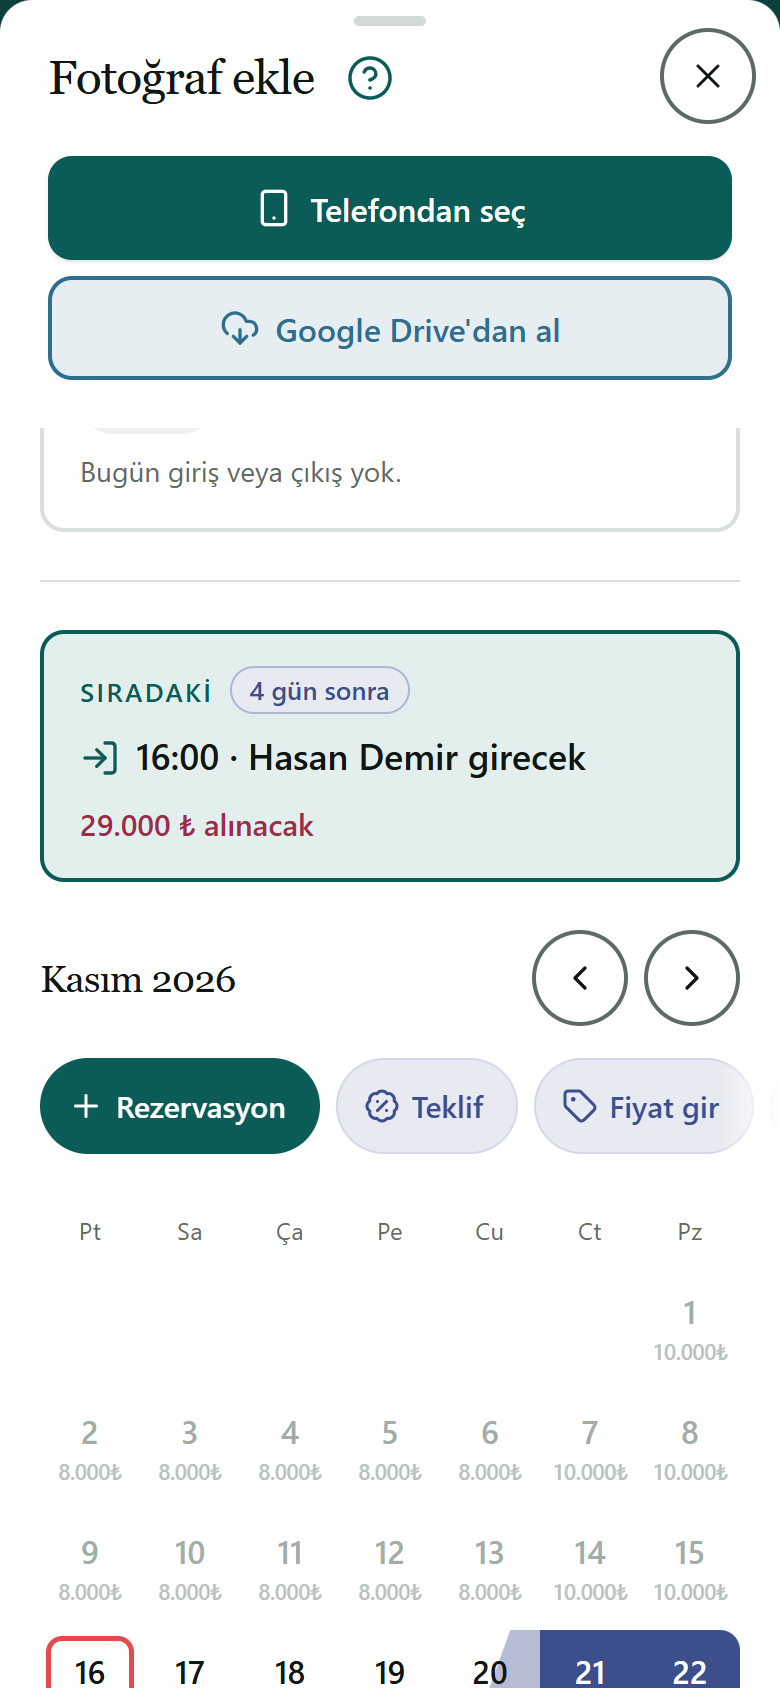 Fotoğraf ekle
Telefondan seç
Google Drive'dan al
Bugün giriş veya çıkış yok.
SIRADAKİ 4 gün sonra
16:00 · Hasan Demir girecek
29.000 ₺ alınacak
Kasım 2026
Rezervasyon Teklif Fiyat gir
Pt Sa Ça Pe Cu Ct Pz
1
10.000₺
2 3 4 5 6 7 8
8.000₺ 8.000₺ 8.000₺ 8.000₺ 8.000₺ 10.000₺ 10.000₺
9 10 11 12 13 14 15
8.000₺ 8.000₺ 8.000₺ 8.000₺ 8.000₺ 10.000₺ 10.000₺
16 17 18 19 20 21 22